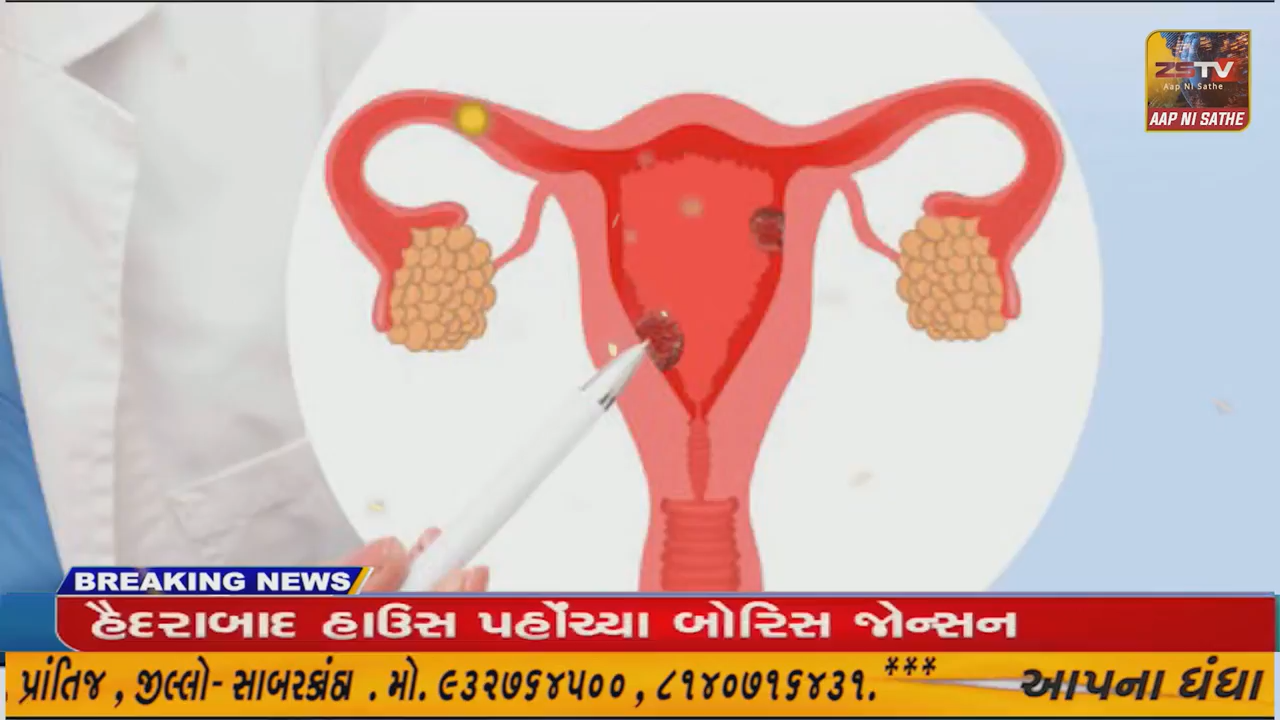 ZSTV
Aap Ni Sathe
AAP NI SATHE
BREAKING NEWS
હૈદરાબાદ હાઉસ પહોંચ્યા બોરિસ જોન્સન
, પ્રાંતિજ , જીલ્લો- સાબરકાંઠા . મો. ૯૩૨૭૬૪૫૦૦ , ૮૧૪૦૭૧૬૪૩૧.*** આપના ધંધા